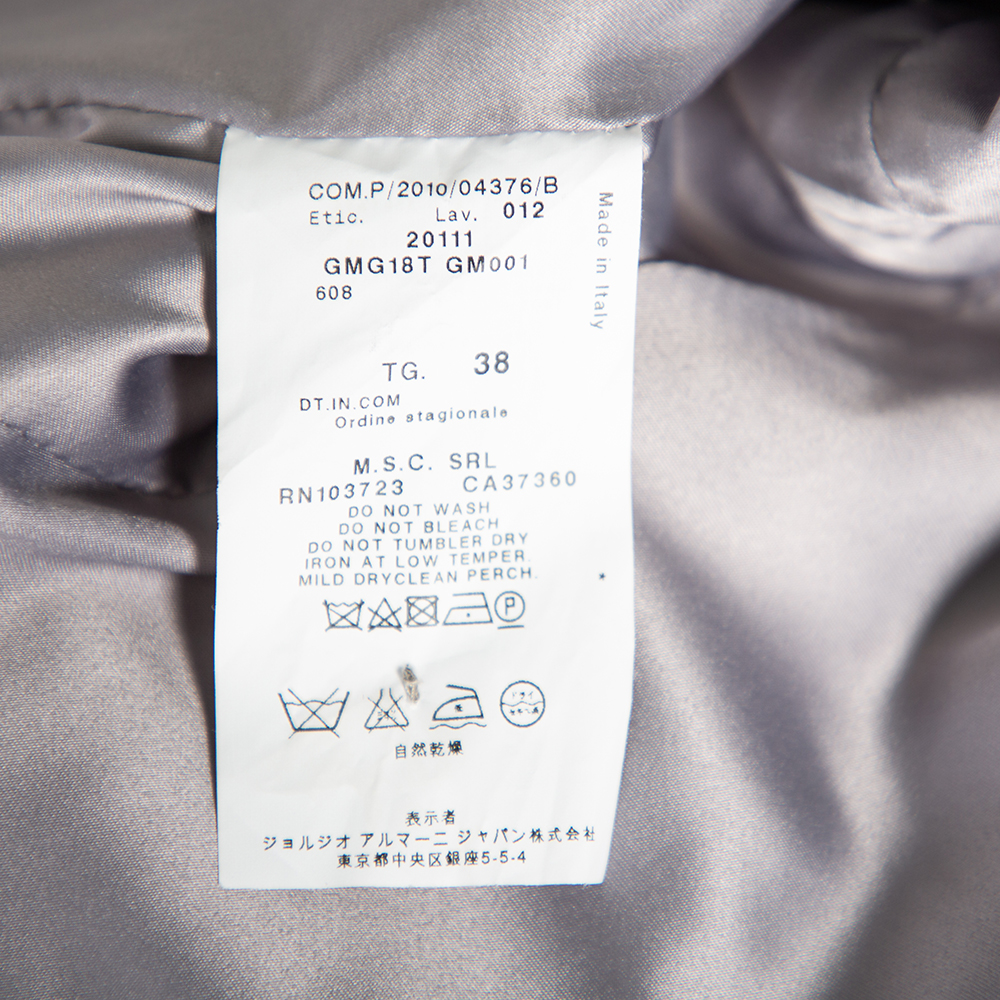 COM.P/2010/04376/B
Etic. Lav. 012
20111
GMG18T GM001
608
Made in Italy
TG. 38
DT.IN.COM
Ordine stagionale
M.S.C. SRL
RN103723 CA37360
DO NOT WASH
DO NOT BLEACH
DO NOT TUMBLER DRY
IRON AT LOW TEMPER.
MILD DRYCLEAN PERCH.
*
P
低
ドライ
自然乾燥
表示者
ジョルジオ アルマーニ ジャパン株式会社
東京都中央区銀座5-5-4